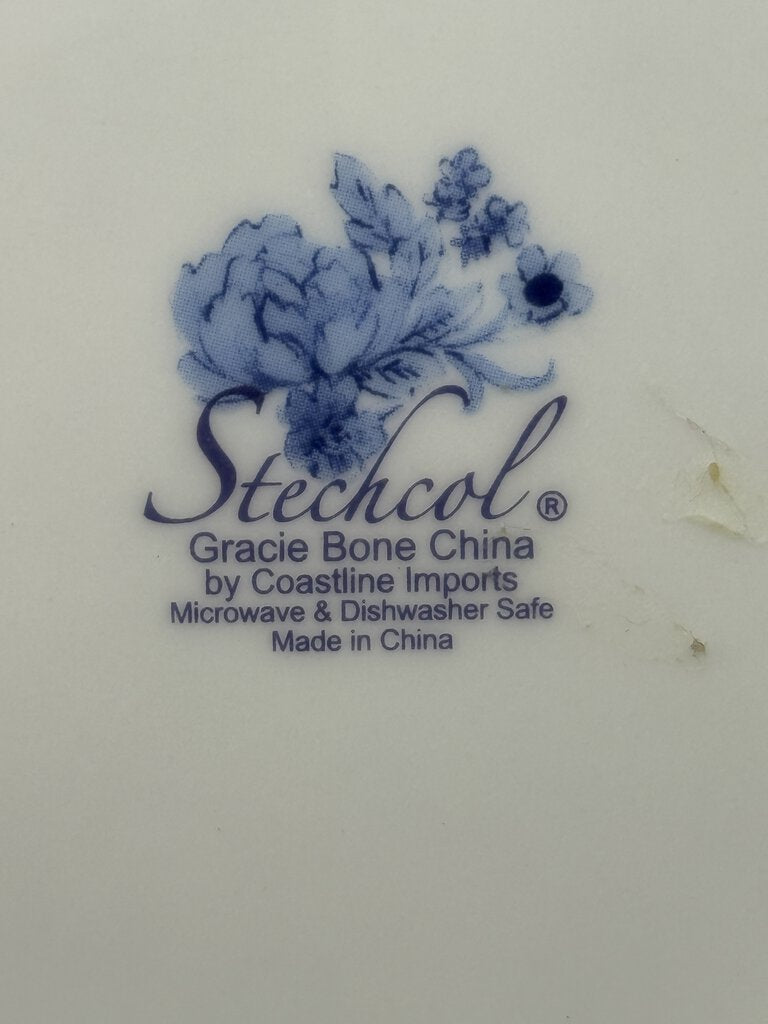 Stechcol®
Gracie Bone China
by Coastline Imports
Microwave & Dishwasher Safe
Made in China